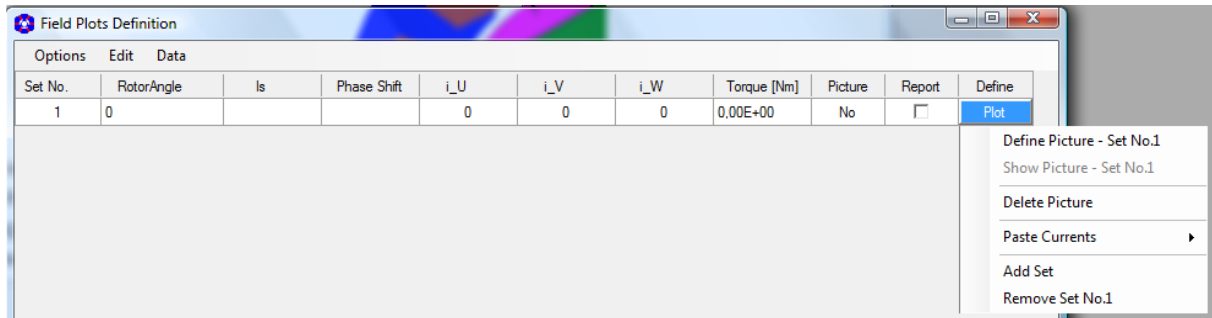 Field Plots Definition
Options Edit Data
Set No. RotorAngle Is Phase Shift i_U i_V i_W Torque [Nm] Picture Report Define
1 0 0 0 0 0,00E+00 No Plot
Define Picture - Set No.1
Show Picture - Set No.1
Delete Picture
Paste Currents
Add Set
Remove Set No.1